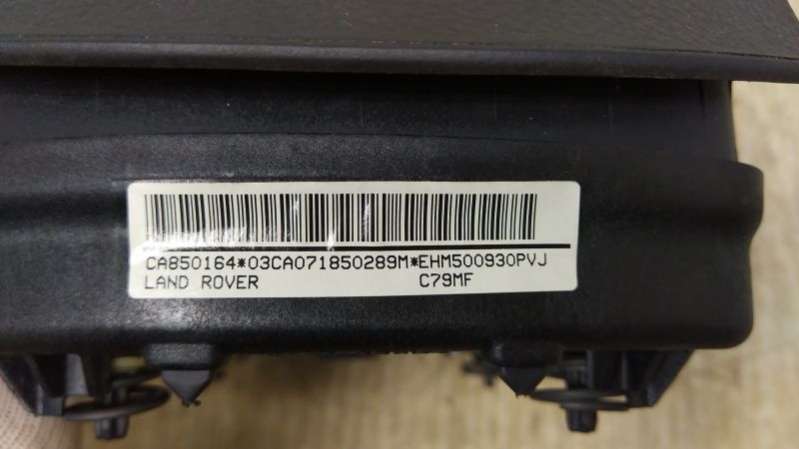 CA850164*03CA071850289M*EHM500930PVJ
LAND ROVER C79MF